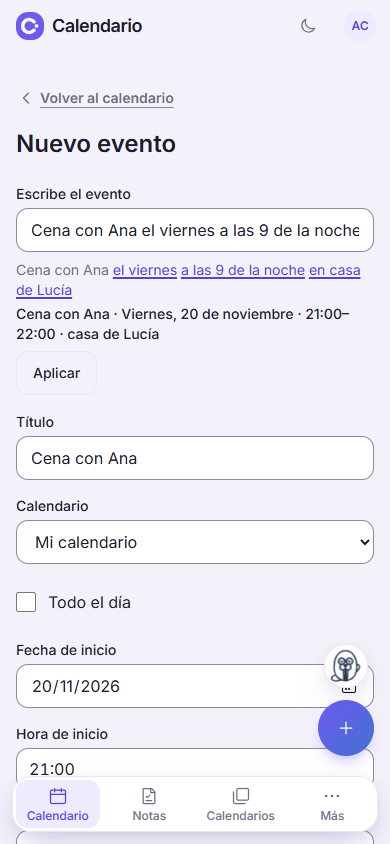 Calendario
AC
Volver al calendario
Nuevo evento
Escribe el evento
Cena con Ana el viernes a las 9 de la noche
Cena con Ana el viernes a las 9 de la noche en casa
de Lucía
Cena con Ana · Viernes, 20 de noviembre · 21:00–
22:00 · casa de Lucía
Aplicar
Título
Cena con Ana
Calendario
Mi calendario
Todo el día
Fecha de inicio
20/11/2026
Hora de inicio
21:00
Calendario
Notas
Calendarios
Más